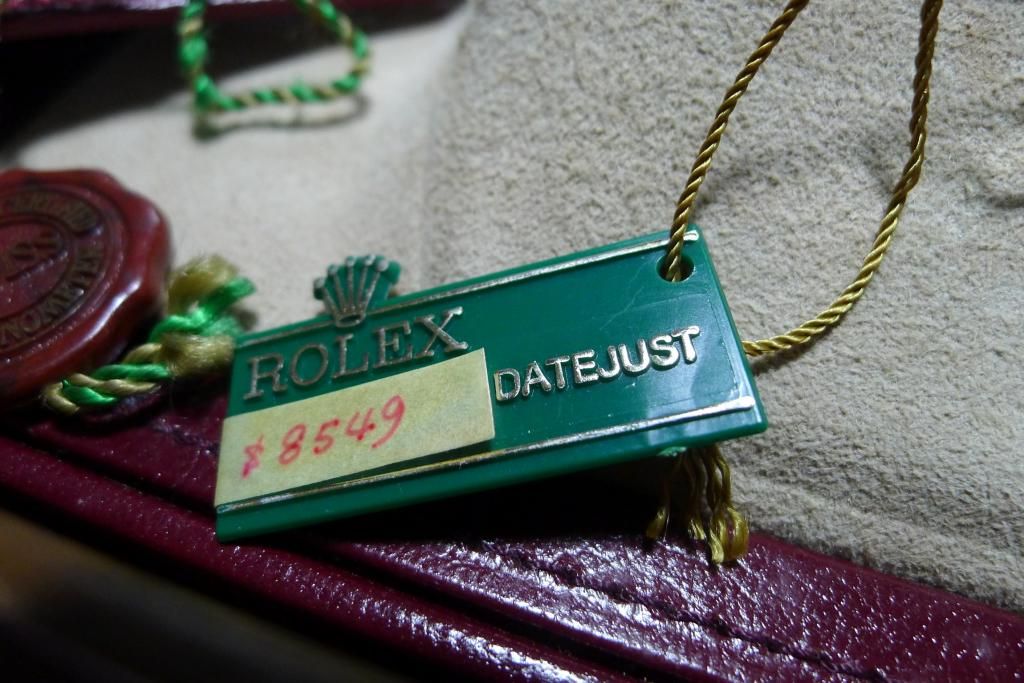 ROLEX
DATEJUST
$8549